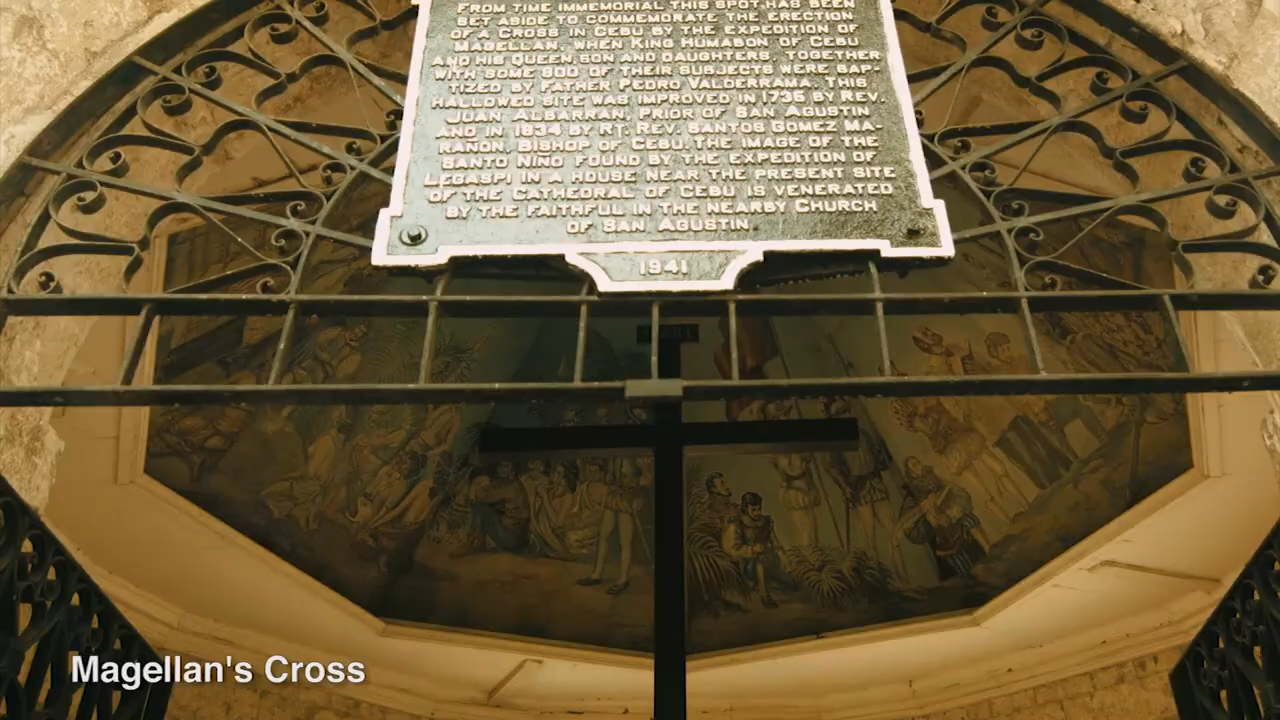 FROM TIME IMMEMORIAL THIS SPOT HAS BEEN
SET ASIDE TO COMMEMORATE THE ERECTION
OF A CROSS IN CEBU BY THE EXPEDITION OF
MAGELLAN, WHEN KING HUMABON OF CEBU
AND HIS QUEEN, SON AND DAUGHTERS, TOGETHER
WITH SOME 800 OF THEIR SUBJECTS WERE BAP-
TIZED BY FATHER PEDRO VALDERRAMA. THIS
HALLOWED SITE WAS IMPROVED IN 1736 BY REV.
JUAN ALBARRAN, PRIOR OF SAN AGUSTIN
AND IN 1834 BY RT. REV. SANTOS GOMEZ MA-
RAÑON, BISHOP OF CEBU. THE IMAGE OF THE
SANTO NIÑO FOUND BY THE EXPEDITION OF
LEGASPI IN A HOUSE NEAR THE PRESENT SITE
OF THE CATHEDRAL OF CEBU IS VENERATED
BY THE FAITHFUL IN THE NEARBY CHURCH
OF SAN AGUSTIN
1941
Magellan's Cross